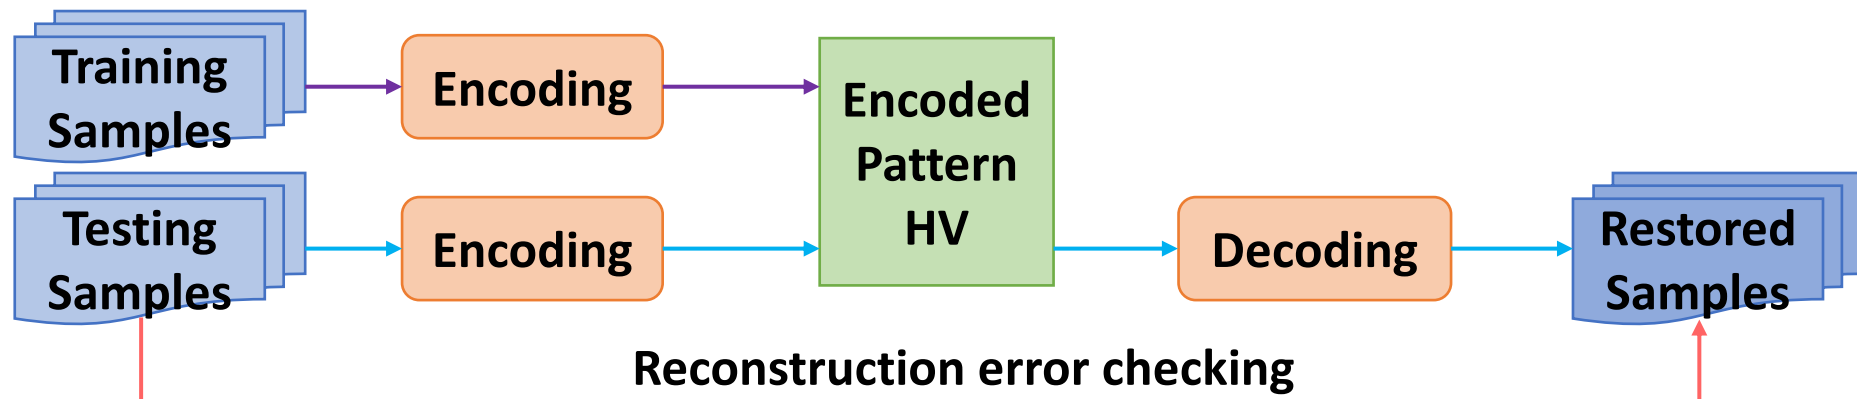 Training
Samples
Encoding
Encoded
Pattern
HV
Testing
Samples
Encoding
Decoding
Restored
Samples
Reconstruction error checking